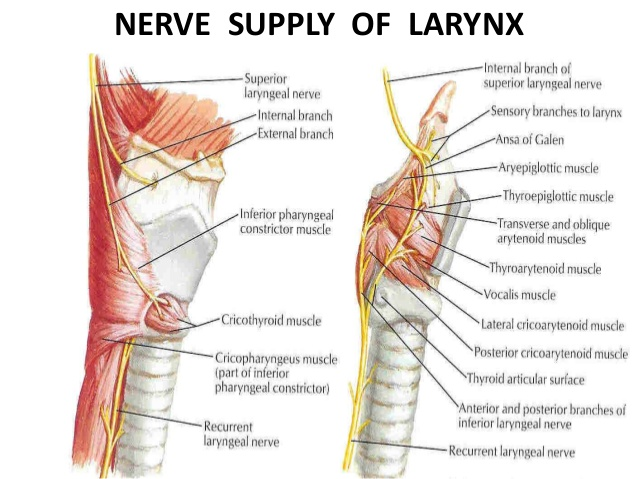 NERVE SUPPLY OF LARYNX
Superior
laryngeal nerve
Internal branch
External branch
Inferior pharyngeal
constrictor muscle
Cricothyroid muscle
Cricopharyngeus muscle
(part of inferior
pharyngeal constrictor)
Recurrent
laryngeal nerve
Internal branch of
superior laryngeal nerve
Sensory branches to larynx
Ansa of Galen
Aryepiglottic muscle
Thyroepiglottic muscle
Transverse and oblique
arytenoid muscles
Thyroarytenoid muscle
Vocalis muscle
Lateral cricoarytenoid muscle
Posterior cricoarytenoid muscle
Thyroid articular surface
Anterior and posterior branches of
inferior laryngeal nerve
Recurrent laryngeal nerve